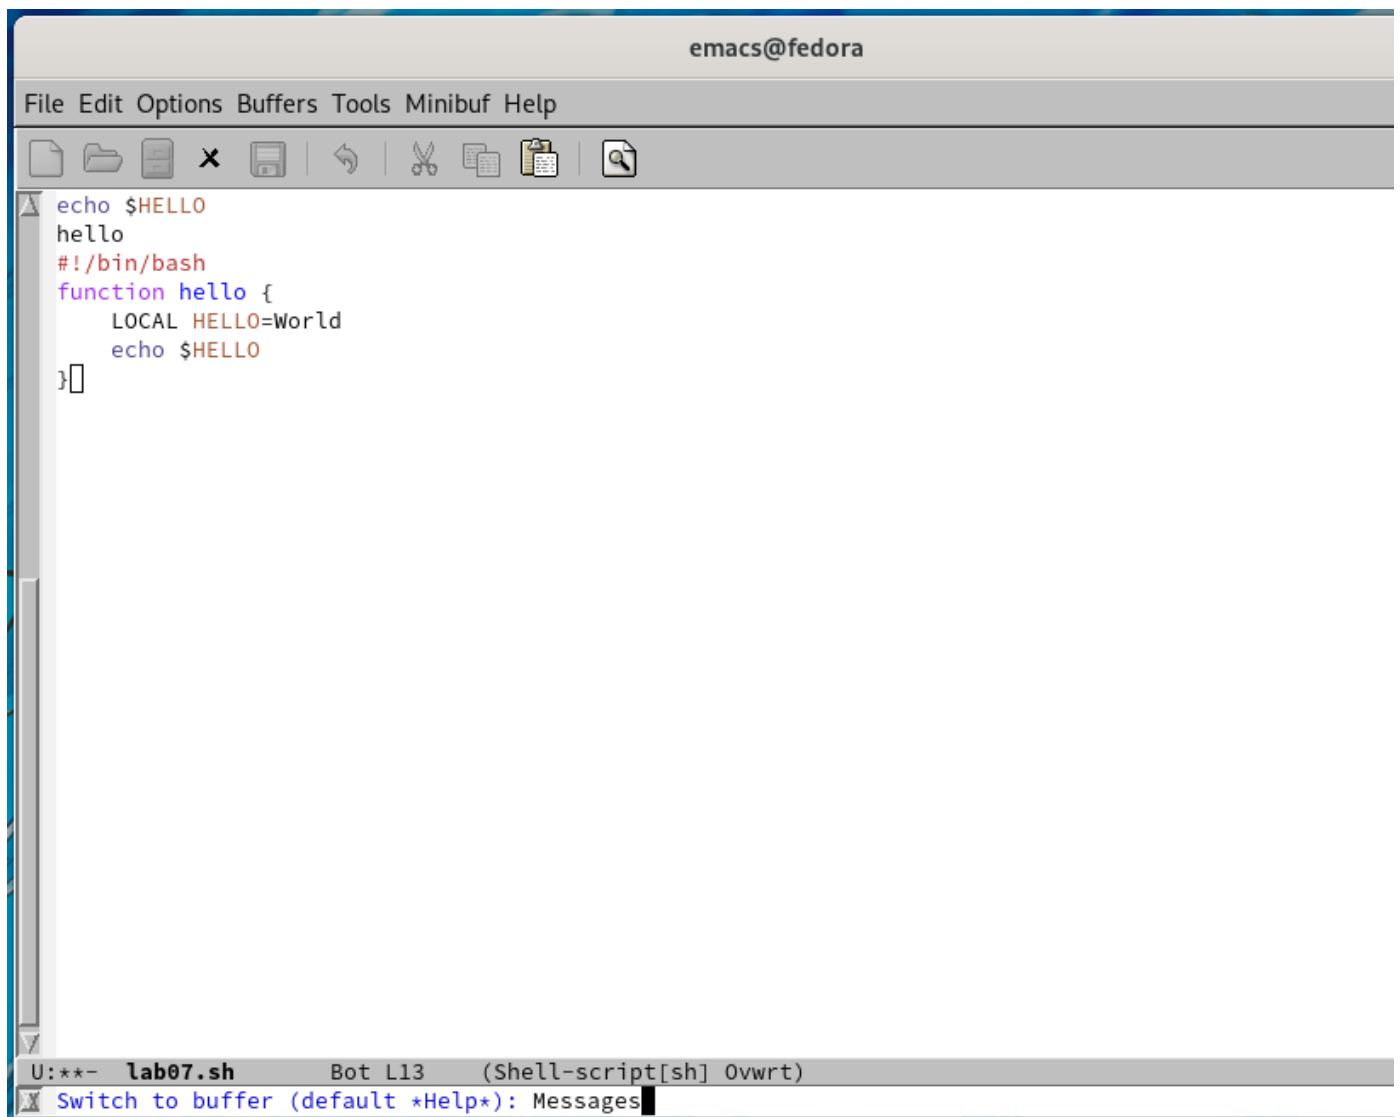 emacs@fedora
File Edit Options Buffers Tools Minibuf Help
echo $HELLO
hello
#!/bin/bash
function hello {
    LOCAL HELLO=World
    echo $HELLO
}
U:**-  lab07.sh       Bot L13    (Shell-script[sh] Ovwrt)
Switch to buffer (default *Help*): Messages